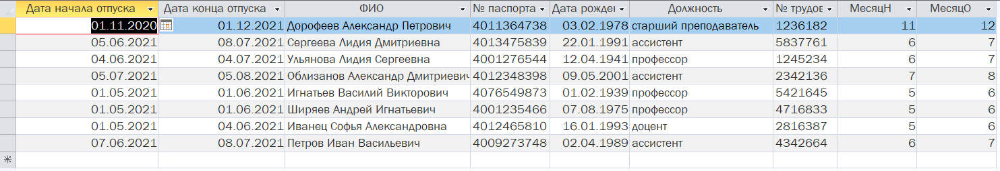 Дата начала отпуска Дата конца отпуска ФИО № паспорта Дата рожден Должность № трудов МесяцН МесяцО
01.11.2020 01.12.2021 Дорофеев Александр Петрович 4011364738 03.02.1978 старший преподаватель 1236182 11 12
05.06.2021 08.07.2021 Сергеева Лидия Дмитриевна 4013475839 22.01.1991 ассистент 5837761 6 7
04.06.2021 04.07.2021 Ульянова Лидия Сергеевна 4001276544 12.04.1941 профессор 1245234 6 7
05.07.2021 05.08.2021 Облизанов Александр Дмитриевич 4012348398 09.05.2001 ассистент 2342136 7 8
01.05.2021 01.06.2021 Игнатьев Василий Викторович 4076549873 01.02.1939 профессор 5421645 5 6
01.05.2021 01.06.2021 Ширяев Андрей Игнатьевич 4001235466 07.08.1975 профессор 4716833 5 6
01.05.2021 04.06.2021 Иванец Софья Александровна 4012465810 16.01.1993 доцент 2816387 5 6
07.06.2021 08.07.2021 Петров Иван Васильевич 4009273748 02.04.1989 ассистент 4342664 6 7